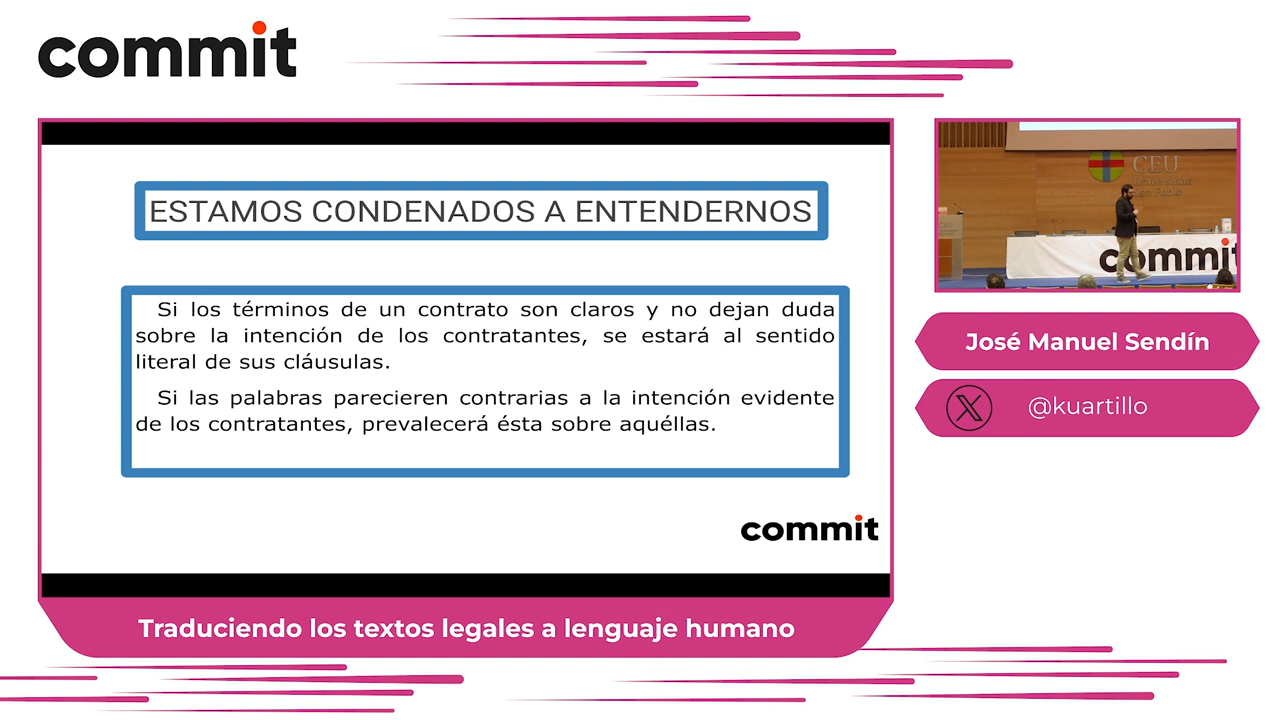 commit
ESTAMOS CONDENADOS A ENTENDERNOS
Si los términos de un contrato son claros y no dejan duda
sobre la intención de los contratantes, se estará al sentido
literal de sus cláusulas.
Si las palabras parecieren contrarias a la intención evidente
de los contratantes, prevalecerá ésta sobre aquéllas.
commit
Traduciendo los textos legales a lenguaje humano
CEU
Universidad
San Pablo
commit
José Manuel Sendín
@kuartillo